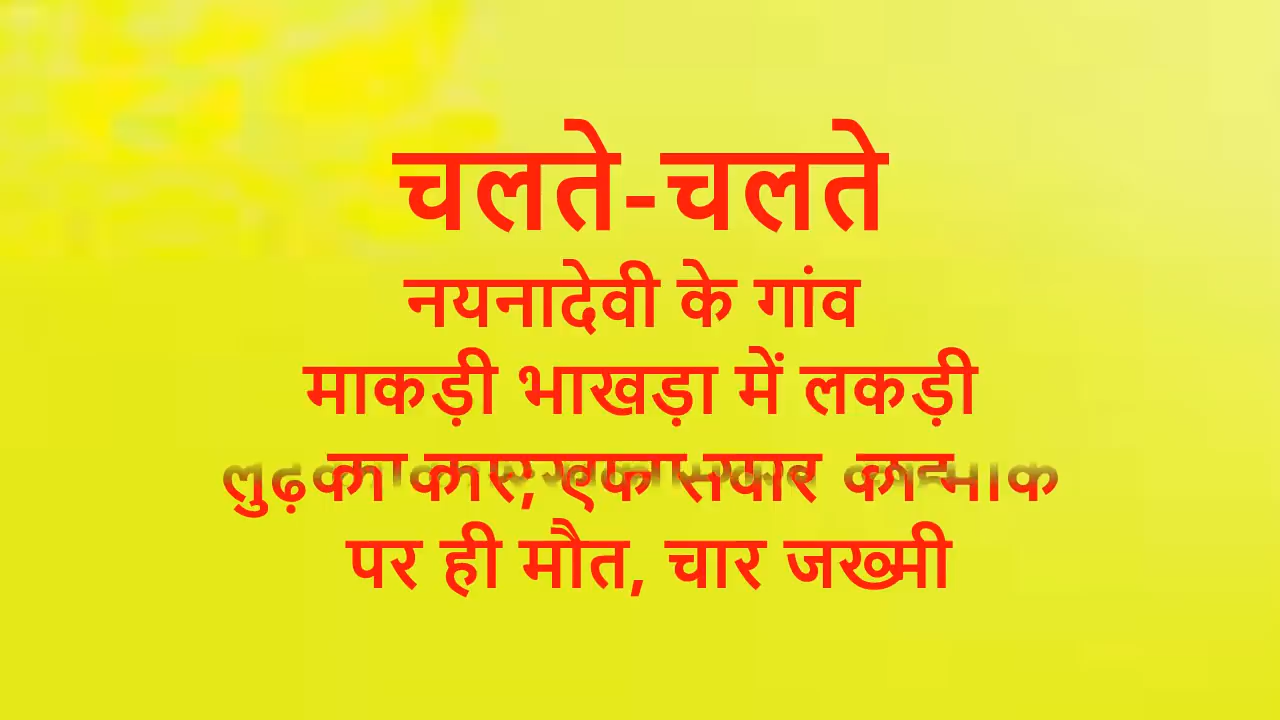 चलते-चलते
नयनादेवी के गांव
माकड़ी भाखड़ा में लकड़ी
कार, एक सवार
पर ही मौत, चार जख्मी